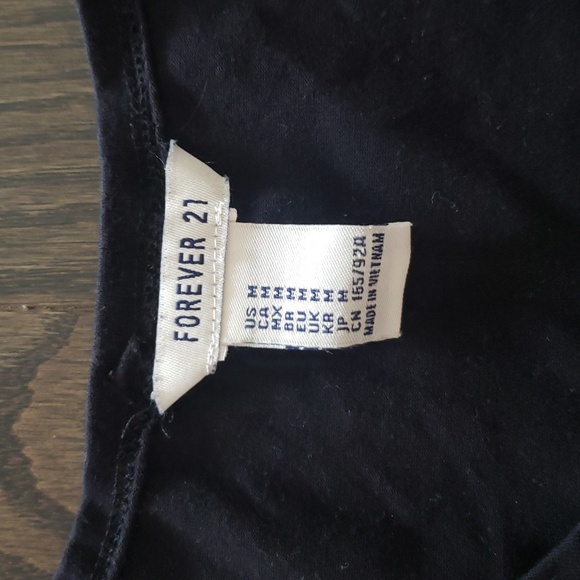 FOREVER 21
US M
CA M
MX M
BR M
EU M
UK M
KR M
JP M
CN 165/92A
MADE IN VIETNAM